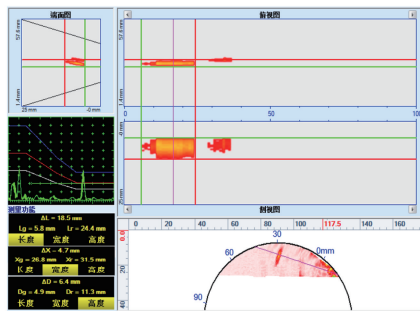 端面图
俯视图
57.6 mm
1.4 mm
28 mm
-0 mm
57.6 mm
1.4 mm
0
50
100
-0 mm
25 mm
测量功能
侧视图
ΔL = 18.5 mm
Lg = 5.8 mm Lr = 24.4 mm
长度 宽度 高度
ΔX = 4.7 mm
Xg = 26.8 mm Xr = 31.5 mm
长 度 宽度 高 度
ΔD = 6.4 mm
Dg = 4.9 mm Dr = 11.3 mm
长 度 宽 度 高度
0 20 40 60 80 100 117.5 140 160
0.0
20
40
30
60
0mm
90